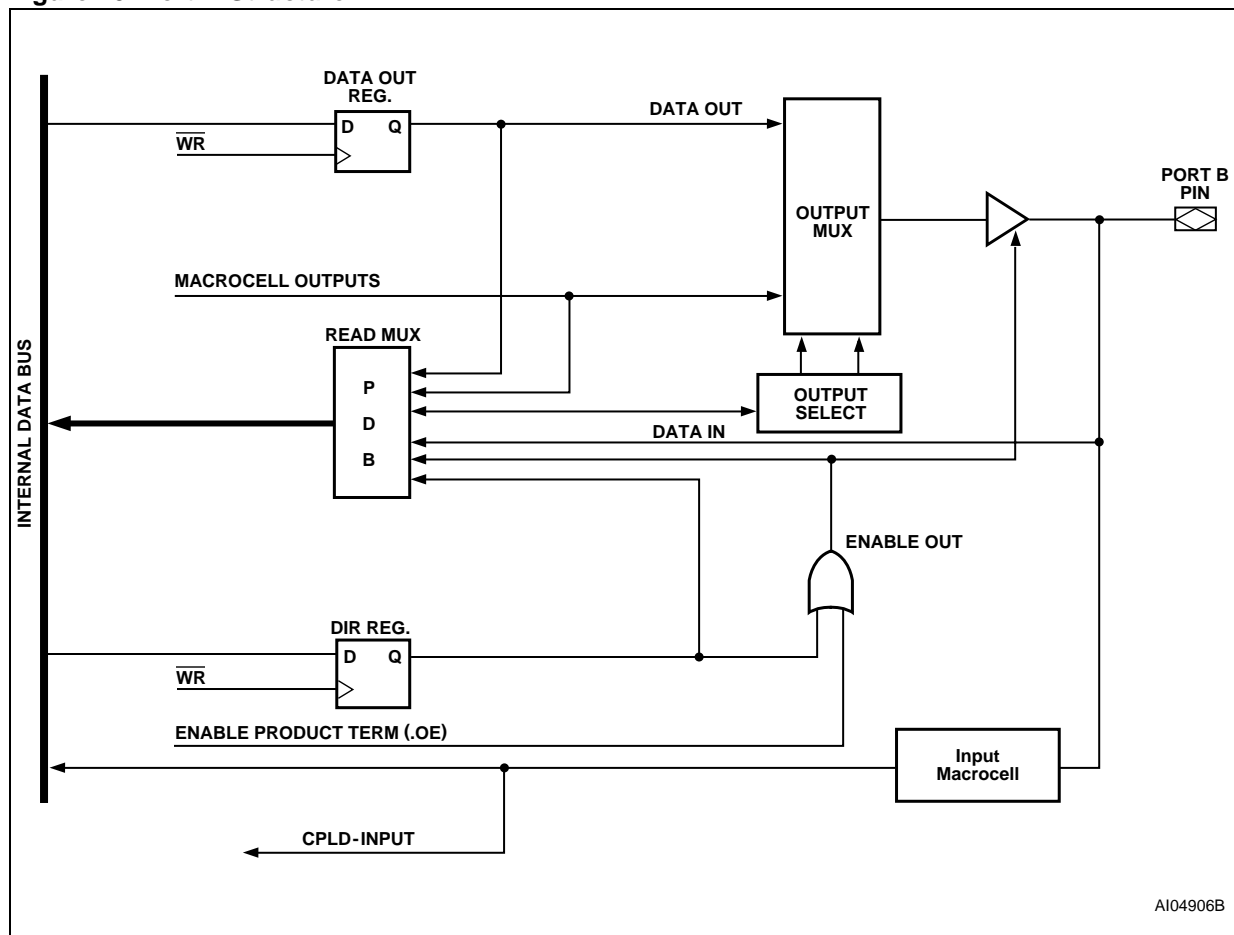 DATA OUT
REG.
D Q
WR
DATA OUT
OUTPUT
MUX
PORT B
PIN
MACROCELL OUTPUTS
READ MUX
P
D
B
OUTPUT
SELECT
DATA IN
INTERNAL DATA BUS
ENABLE OUT
DIR REG.
D Q
WR
ENABLE PRODUCT TERM (.OE)
Input
Macrocell
CPLD-INPUT
AI04906B